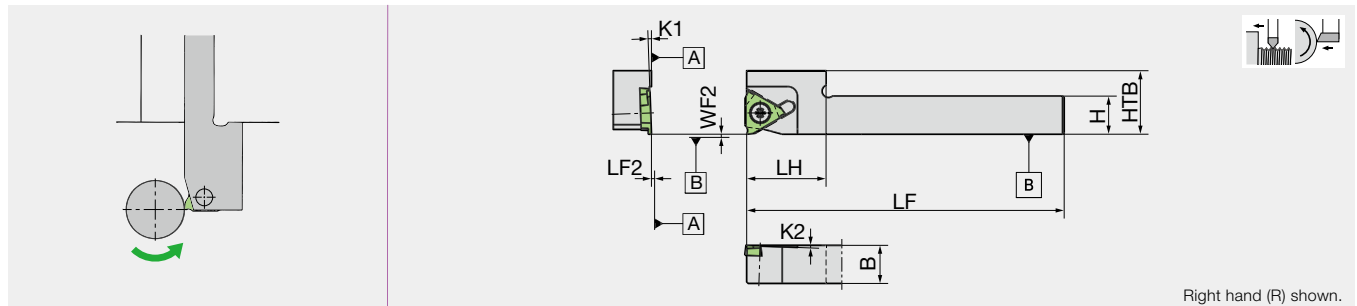 K1
A
WF2
LF2
B
A
LH
LF
K2
B
H
HTB
B
Right hand (R) shown.